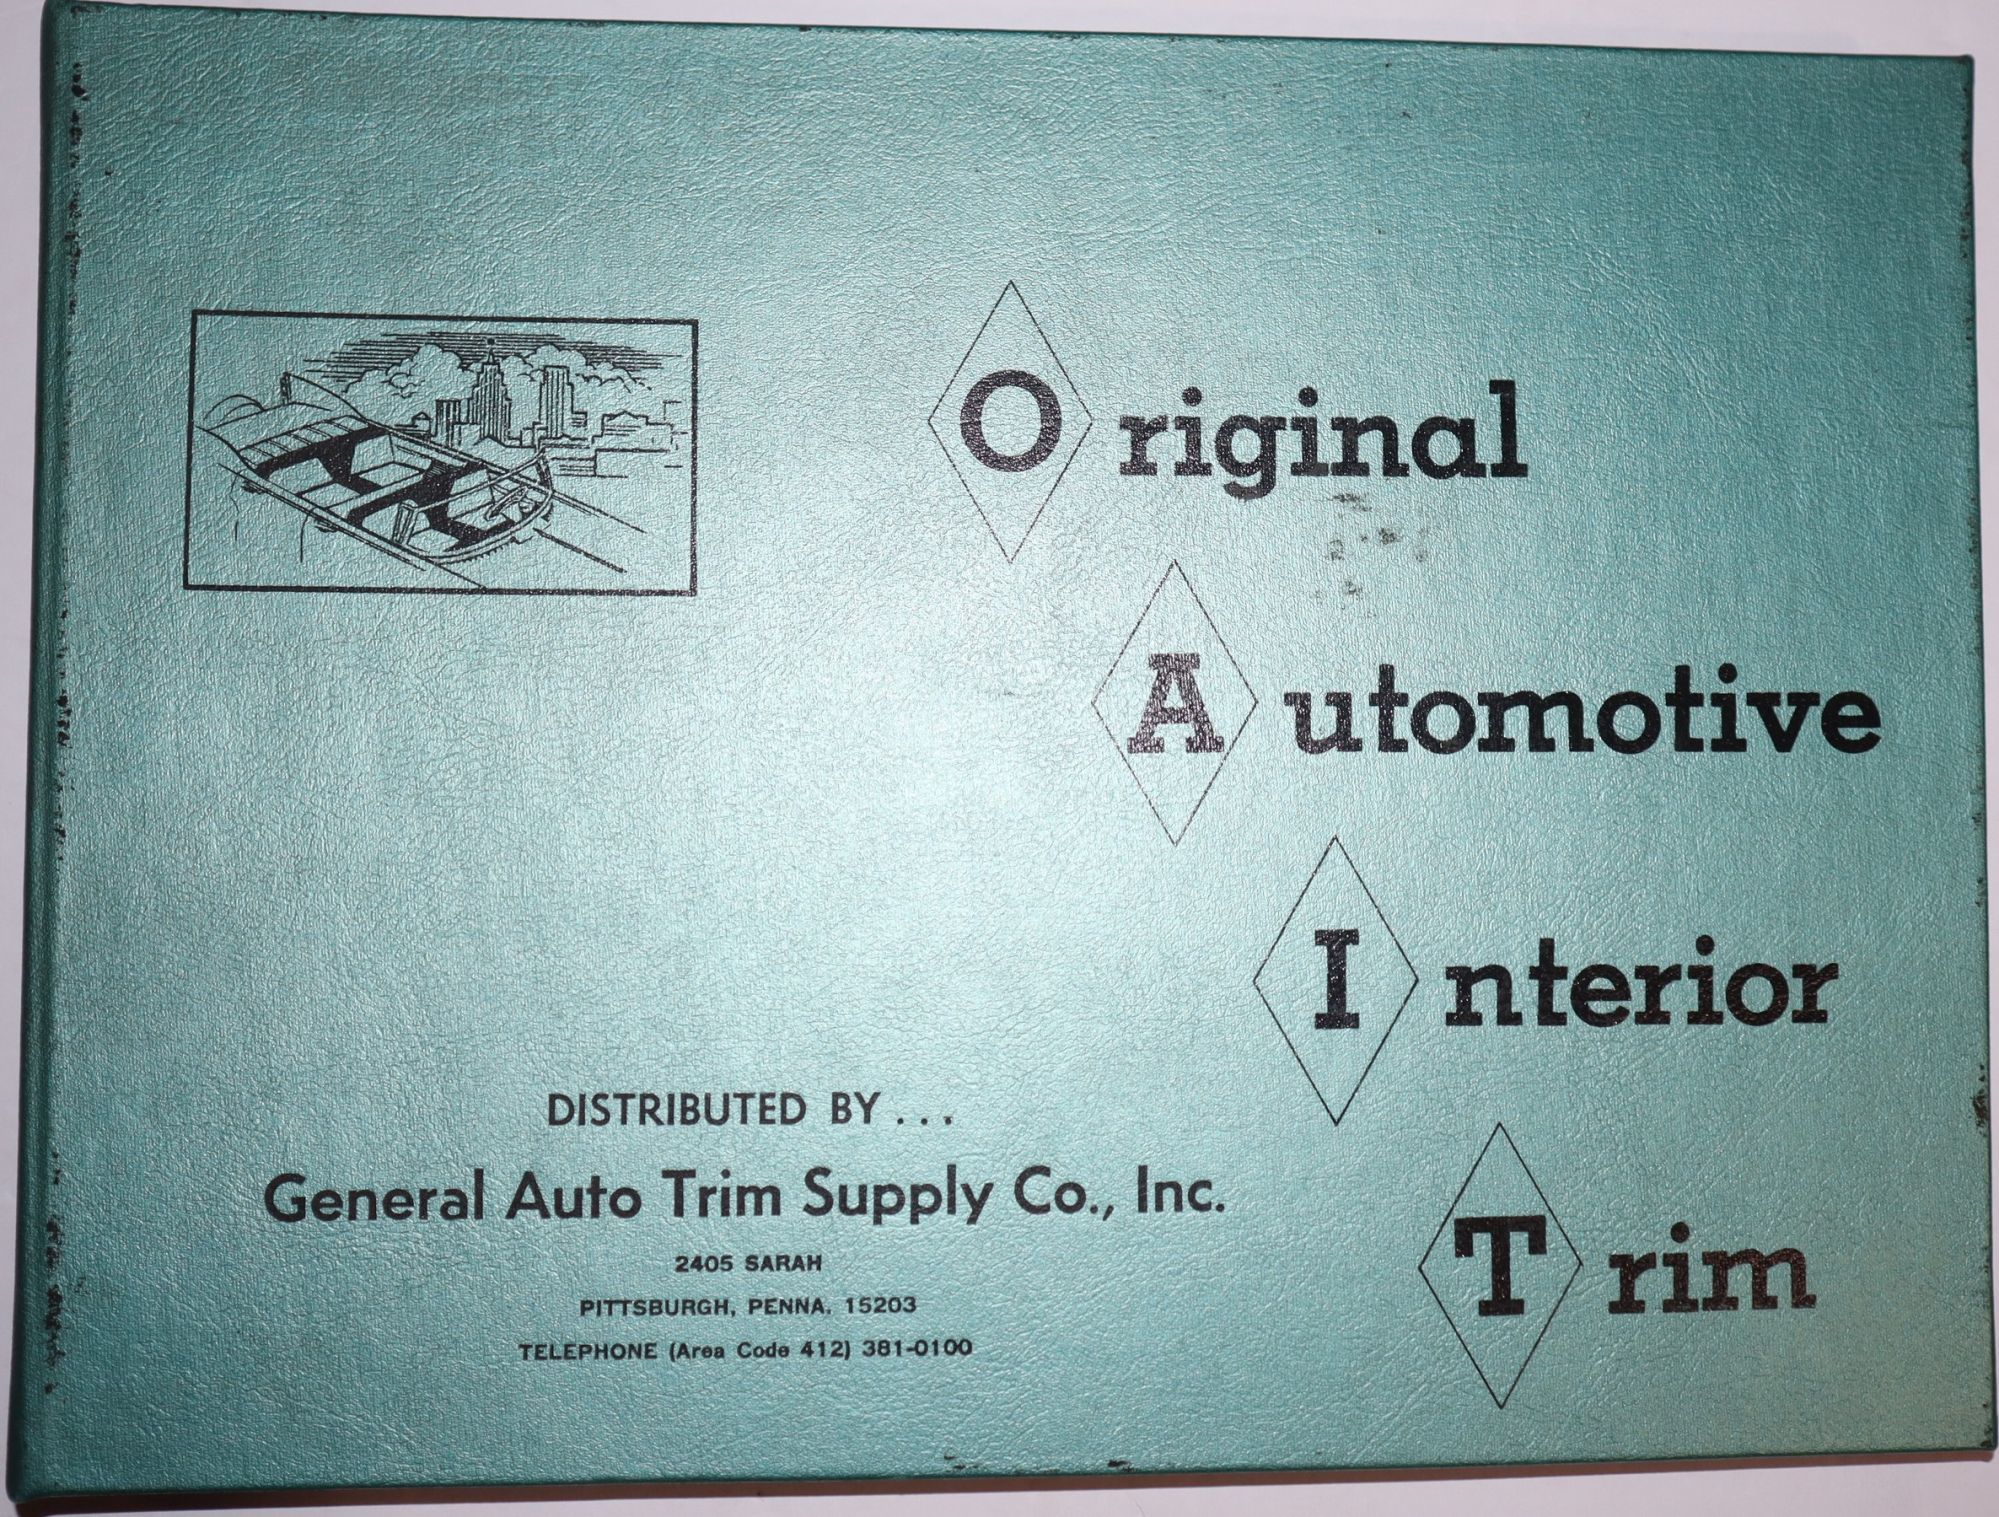 Original
Automotive
Interior
Trim
DISTRIBUTED BY . . .
General Auto Trim Supply Co., Inc.
2405 SARAH
PITTSBURGH, PENNA. 15203
TELEPHONE (Area Code 412) 381-0100